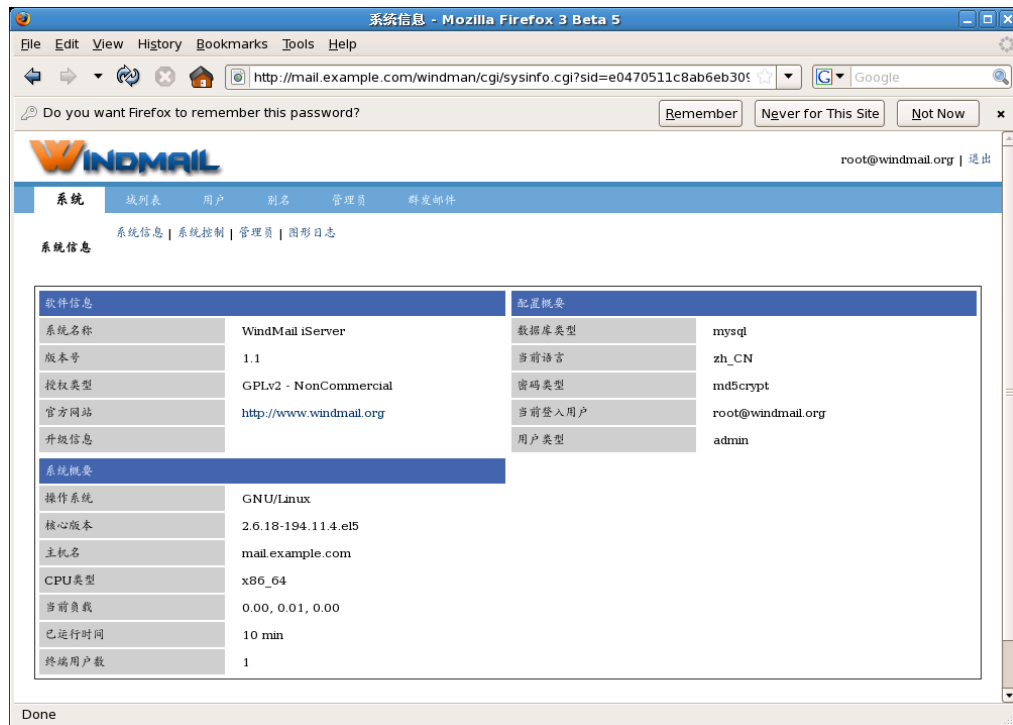 系统信息 - Mozilla Firefox 3 Beta 5
File Edit View History Bookmarks Tools Help
http://mail.example.com/windman/cgi/sysinfo.cgi?sid=e0470511c8ab6eb309 Google
Do you want Firefox to remember this password? Remember Never for This Site Not Now
WINDMAIL
root@windmail.org | 退出
系统 域列表 用户 别名 管理员 群发邮件
系统信息 | 系统控制 | 管理员 | 图形日志
系统信息
软件信息 配置概要
系统名称 WindMail iServer 数据库类型 mysql
版本号 1.1 当前语言 zh_CN
授权类型 GPLv2 - NonCommercial 密码类型 md5crypt
官方网站 http://www.windmail.org 当前登入用户 root@windmail.org
升级信息 用户类型 admin
系统概要
操作系统 GNU/Linux
核心版本 2.6.18-194.11.4.el5
主机名 mail.example.com
CPU类型 x86_64
当前负载 0.00, 0.01, 0.00
已运行时间 10 min
终端用户数 1
Done